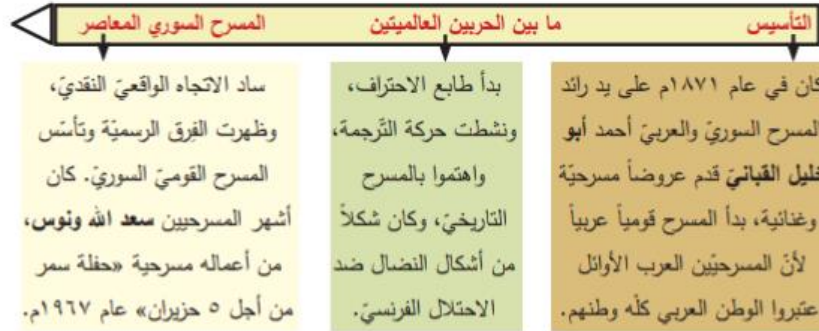 التأسيس
ما بين الحربين العالميتين
المسرح السوري المعاصر
كان في عام ١٨٧١م على يد رائد
المسرح السوريّ والعربيّ أحمد أبو
خليل القبانيّ قدم عروضاً مسرحيّة
وغنائية، بدأ المسرح قومياً عربياً
لأنّ المسرحيّين العرب الأوائل
اعتبروا الوطن العربي كلّه وطنهم.
بدأ طابع الاحتراف،
ونشطت حركة التّرجمة،
واهتموا بالمسرح
التاريخيّ، وكان شكلاً
من أشكال النضال ضد
الاحتلال الفرنسيّ.
ساد الاتجاه الواقعيّ النقديّ،
وظهرت الفِرق الرسميّة وتأسّس
المسرح القوميّ السوريّ. كان
أشهر المسرحيين سعد الله ونوس،
من أعماله مسرحية «حفلة سمر
من أجل ٥ حزيران» عام ١٩٦٧م.